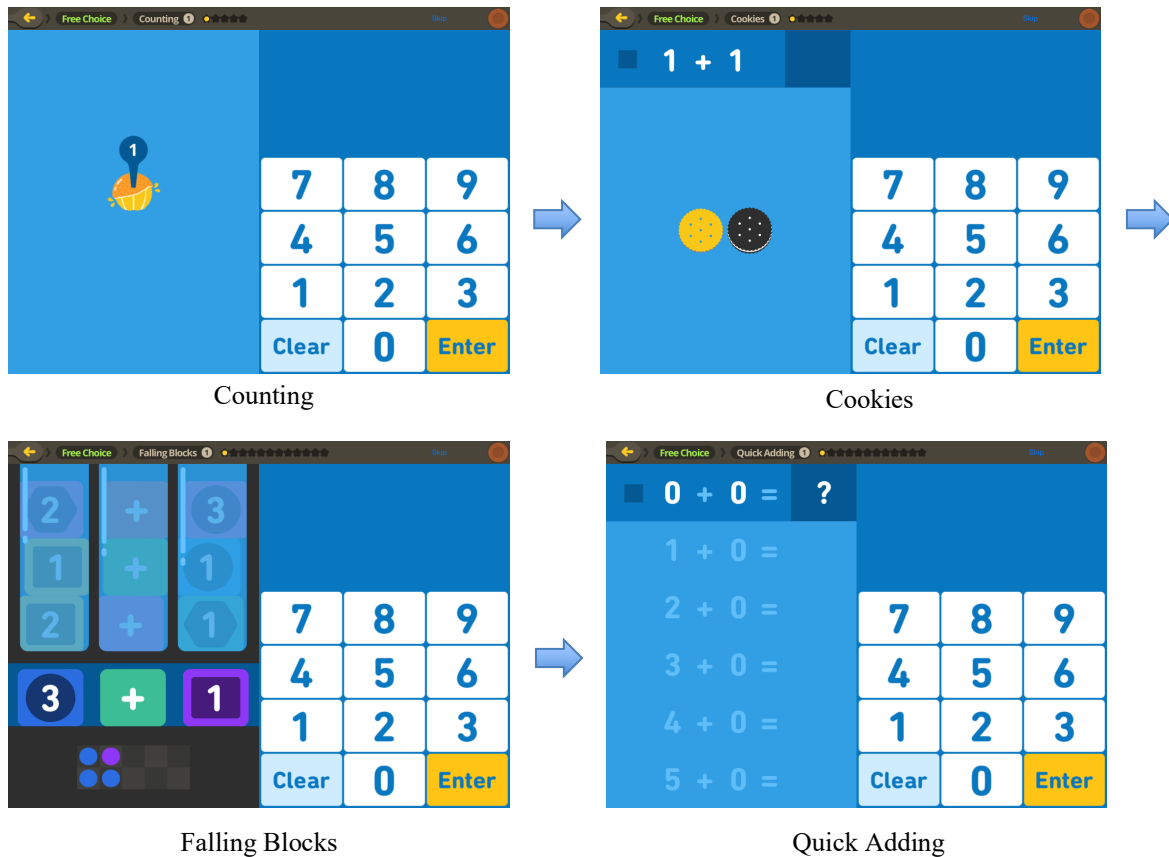 Free Choice Counting 1 Skip
1
7 8 9
4 5 6
1 2 3
Clear 0 Enter
Counting
Free Choice Cookies 1 Skip
1 + 1
7 8 9
4 5 6
1 2 3
Clear 0 Enter
Cookies
Free Choice Falling Blocks 1 Skip
2 + 3
1 + 1
2 + 1
3 + 1
7 8 9
4 5 6
1 2 3
Clear 0 Enter
Falling Blocks
Free Choice Quick Adding 1 Skip
0 + 0 = ?
1 + 0 =
2 + 0 =
3 + 0 =
4 + 0 =
5 + 0 =
7 8 9
4 5 6
1 2 3
Clear 0 Enter
Quick Adding